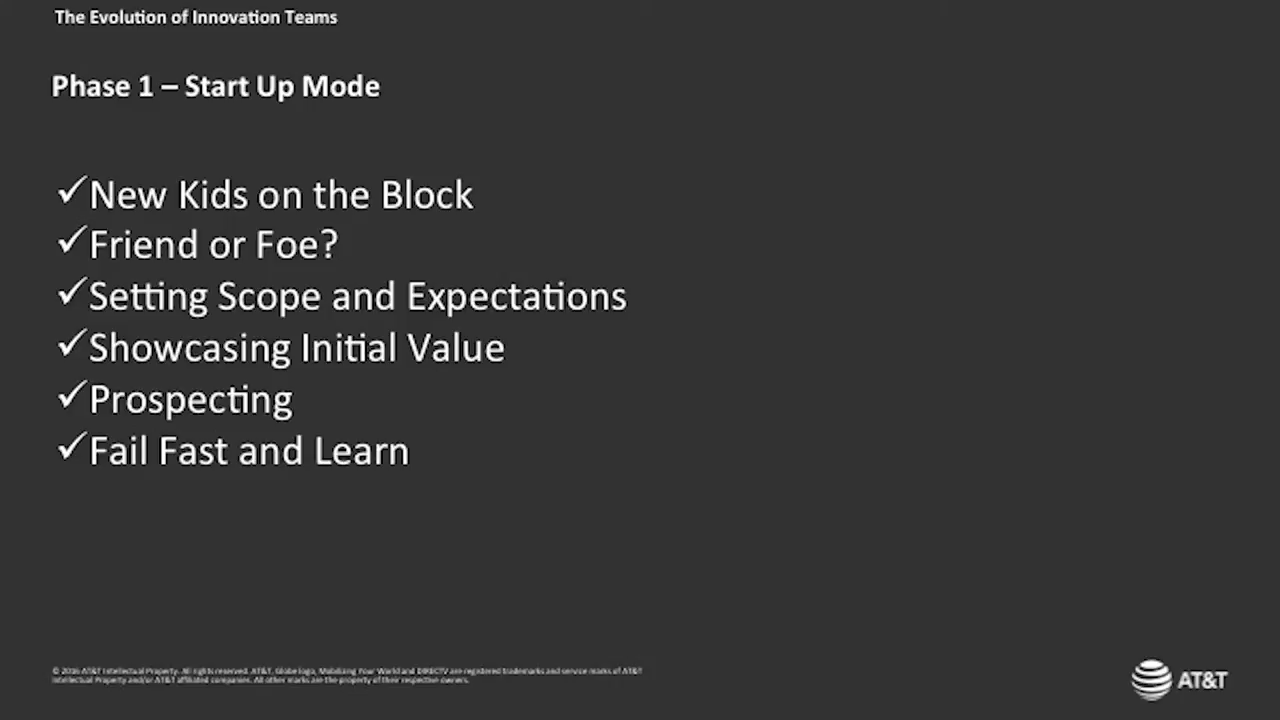 The Evolution of Innovation Teams
Phase 1 – Start Up Mode
✓New Kids on the Block
✓Friend or Foe?
✓Setting Scope and Expectations
✓Showcasing Initial Value
✓Prospecting
✓Fail Fast and Learn
© 2016 AT&T Intellectual Property. All rights reserved. AT&T, Globe logo, Mobilizing Your World and DIRECTV are registered trademarks and service marks of AT&T
Intellectual Property and/or AT&T affiliated companies. All other marks are the property of their respective owners.
AT&T